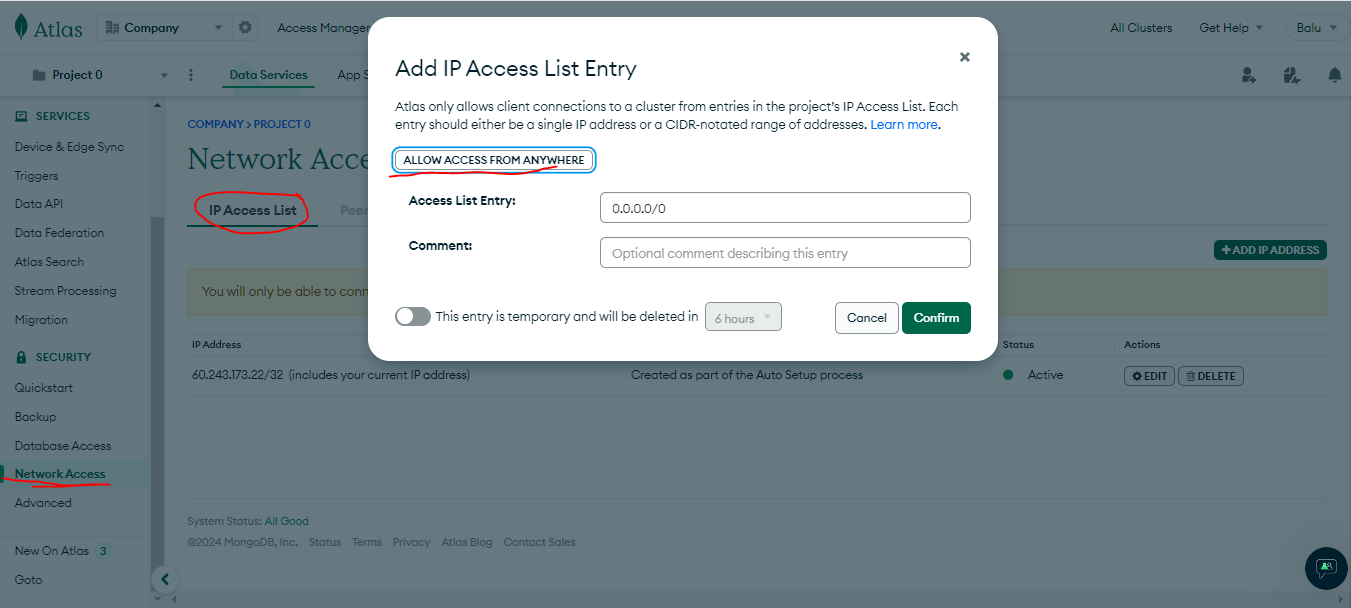 Atlas
Company
Access Manager
All Clusters
Get Help
Balu
Project 0
Data Services
App S
SERVICES
Device & Edge Sync
Triggers
Data API
Data Federation
Atlas Search
Stream Processing
Migration
SECURITY
Quickstart
Backup
Database Access
Network Access
Advanced
New On Atlas 3
Goto
COMPANY > PROJECT 0
Network Acce
IP Access List
Peer
+ ADD IP ADDRESS
You will only be able to conn
Add IP Access List Entry
Atlas only allows client connections to a cluster from entries in the project's IP Access List. Each
entry should either be a single IP address or a CIDR-notated range of addresses. Learn more.
ALLOW ACCESS FROM ANYWHERE
Access List Entry:
0.0.0.0/0
Comment:
Optional comment describing this entry
This entry is temporary and will be deleted in
6 hours
Cancel
Confirm
IP Address
Status
Actions
60.243.173.22/32 (includes your current IP address)
Created as part of the Auto Setup process
Active
EDIT
DELETE
System Status: All Good
©2024 MongoDB, Inc. Status Terms Privacy Atlas Blog Contact Sales